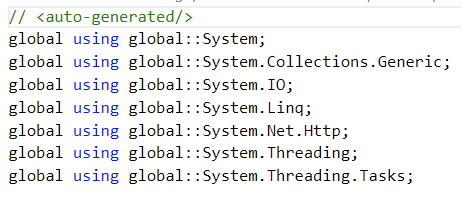 // <auto-generated/>
global using global::System;
global using global::System.Collections.Generic;
global using global::System.IO;
global using global::System.Linq;
global using global::System.Net.Http;
global using global::System.Threading;
global using global::System.Threading.Tasks;